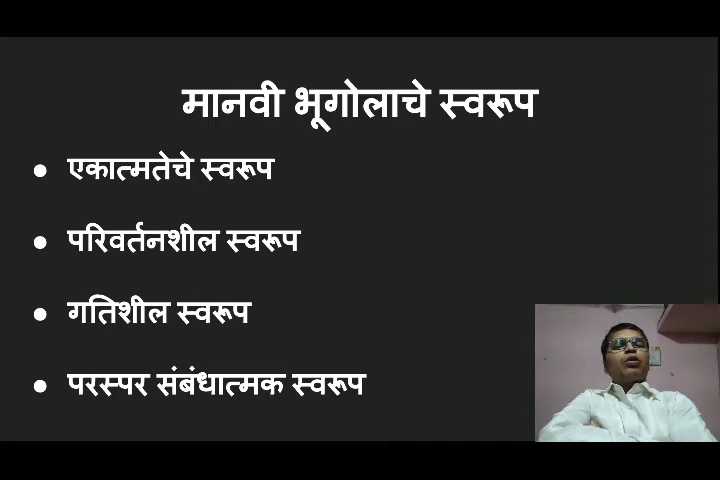 मानवी भूगोलाचे स्वरूप
● एकात्मतेचे स्वरूप
● परिवर्तनशील स्वरूप
● गतिशील स्वरूप
● परस्पर संबंधात्मक स्वरूप